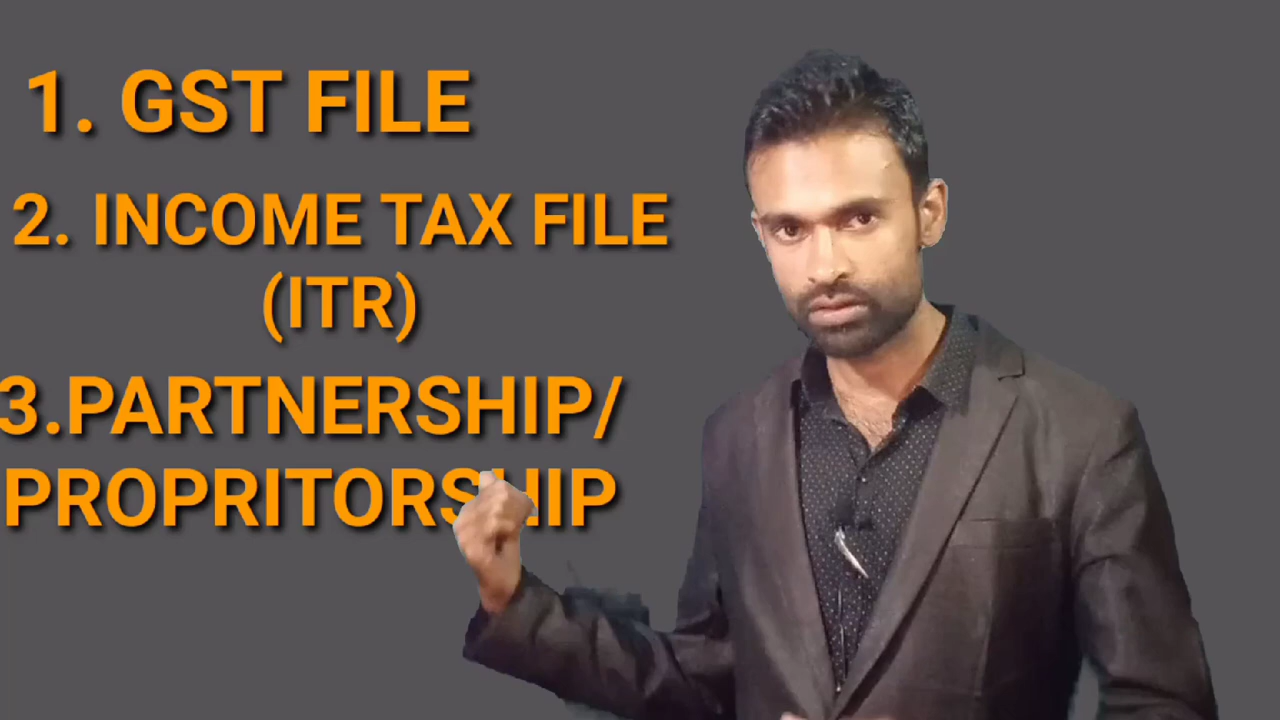 1. GST FILE
2. INCOME TAX FILE
(ITR)
3.PARTNERSHIP/
PROPRITORSHIP